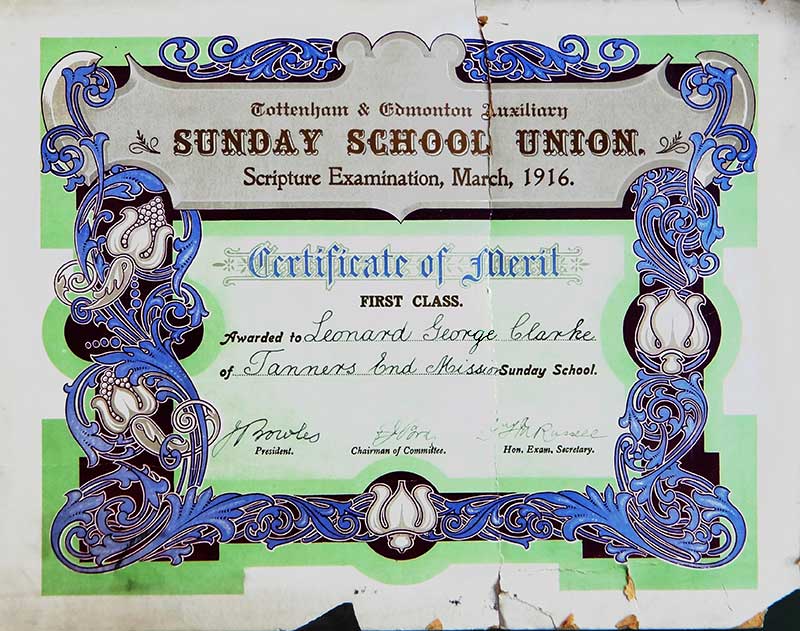 Tottenham & Edmonton Auxiliary
SUNDAY SCHOOL UNION.
Scripture Examination, March, 1916.
Certificate of Merit
FIRST CLASS.
Awarded to Leonard George Clarke
of Tanners End Mission Sunday School.
J Bowles Russell
President. Chairman of Committee. Hon. Exam. Secretary.